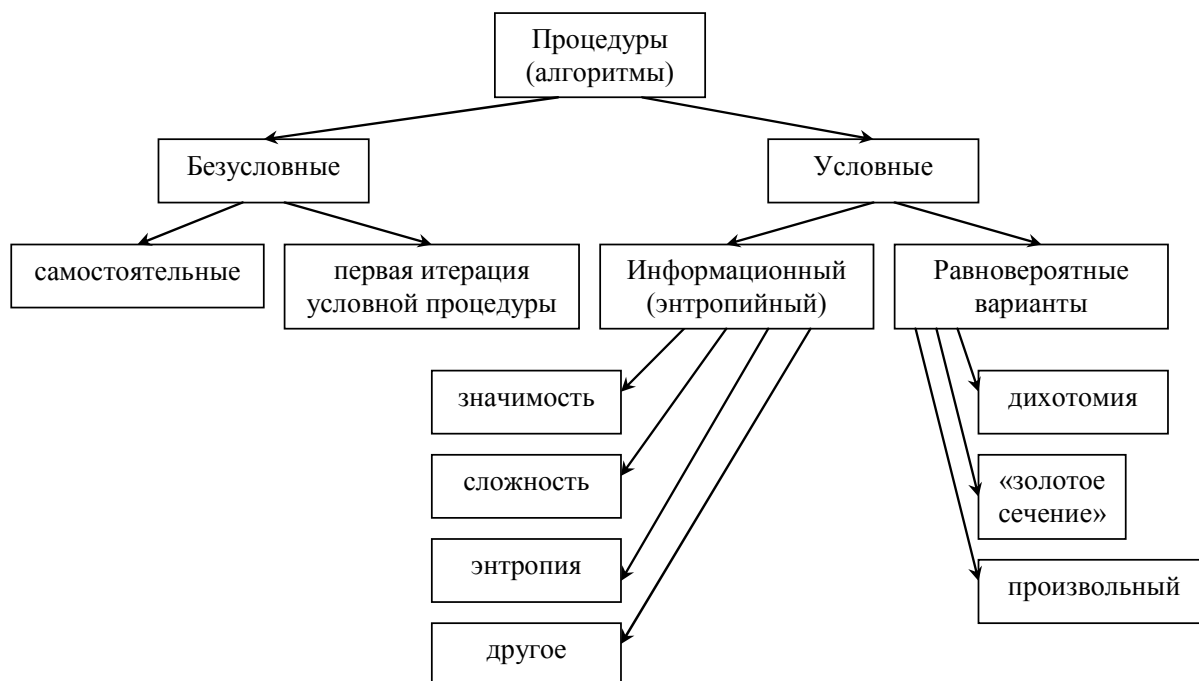 Процедуры
(алгоритмы)
Безусловные
Условные
самостоятельные
первая итерация
условной процедуры
Информационный
(энтропийный)
Равновероятные
варианты
значимость
дихотомия
сложность
«золотое
сечение»
энтропия
произвольный
другое